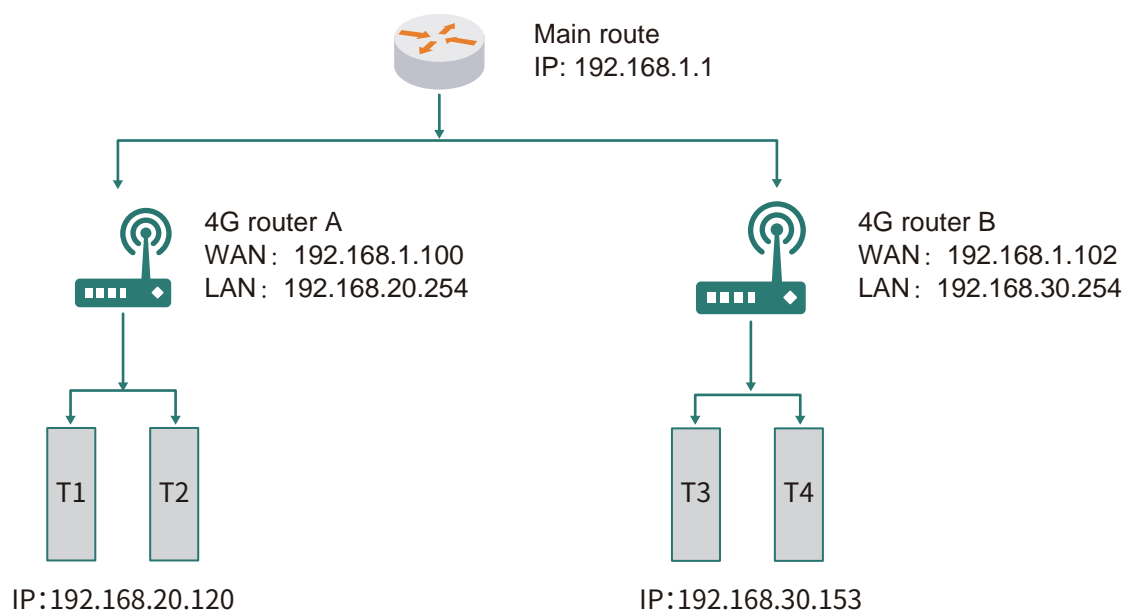 Main route
IP: 192.168.1.1
4G router A
WAN：192.168.1.100
LAN：192.168.20.254
4G router B
WAN：192.168.1.102
LAN：192.168.30.254
T1
T2
T3
T4
IP：192.168.20.120
IP：192.168.30.153